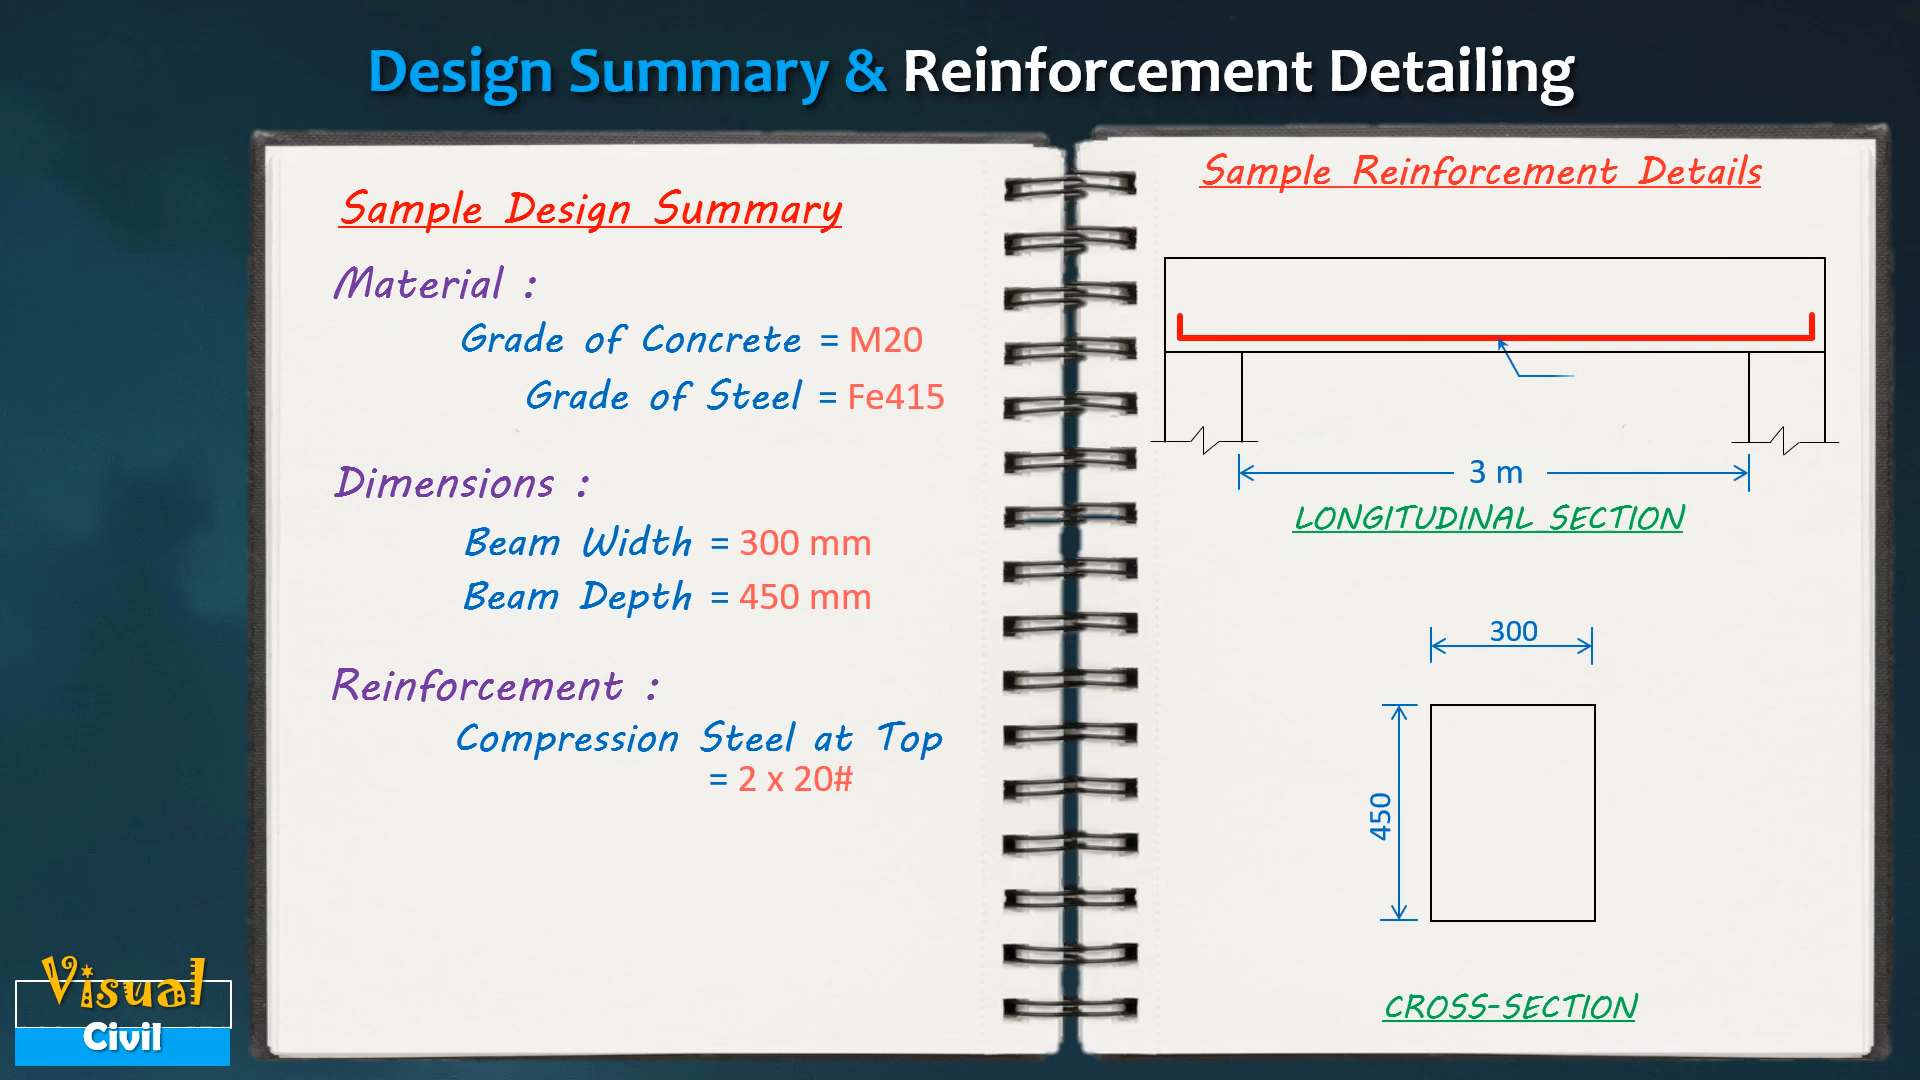 Design Summary & Reinforcement Detailing
Sample Design Summary
Material :
Grade of Concrete = M20
Grade of Steel = Fe415
Dimensions :
Beam Width = 300 mm
Beam Depth = 450 mm
Reinforcement :
Compression Steel at Top
= 2 x 20#
Sample Reinforcement Details
3 m
LONGITUDINAL SECTION
300
450
CROSS-SECTION
Visual
Civil